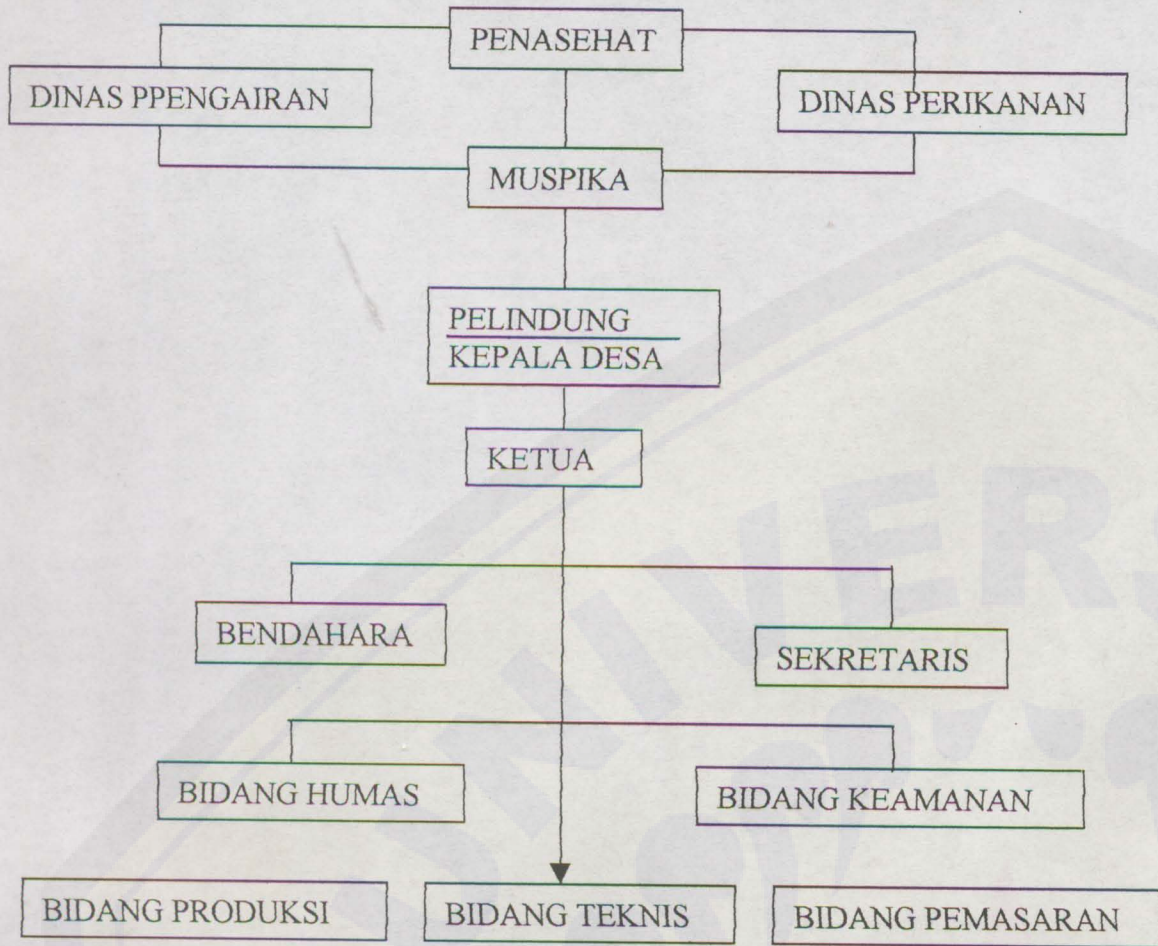 PENASEHAT
DINAS PPENGAIRAN
DINAS PERIKANAN
MUSPIKA
PELINDUNG
KEPALA DESA
KETUA
BENDAHARA
SEKRETARIS
BIDANG HUMAS
BIDANG KEAMANAN
BIDANG PRODUKSI
BIDANG TEKNIS
BIDANG PEMASARAN